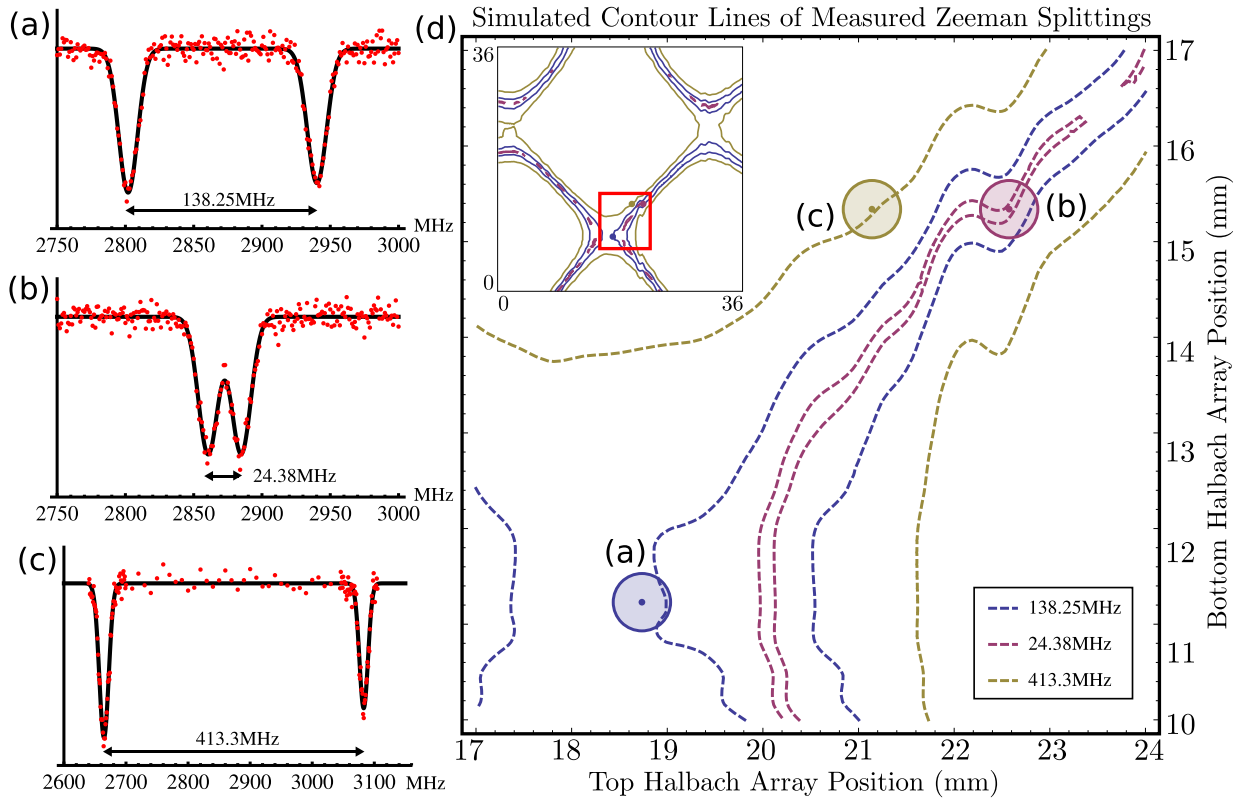 (a)
138.25MHz
MHz
2750 2800 2850 2900 2950 3000
(b)
24.38MHz
MHz
2750 2800 2850 2900 2950 3000
(c)
413.3MHz
2600 2700 2800 2900 3000 3100 MHz
(d)
Simulated Contour Lines of Measured Zeeman Splittings
36
0
0 36
(c)
(b)
(a)
138.25MHz
24.38MHz
413.3MHz
17
16
15
14
13
12
11
10
Bottom Halbach Array Position (mm)
17 18 19 20 21 22 23 24
Top Halbach Array Position (mm)